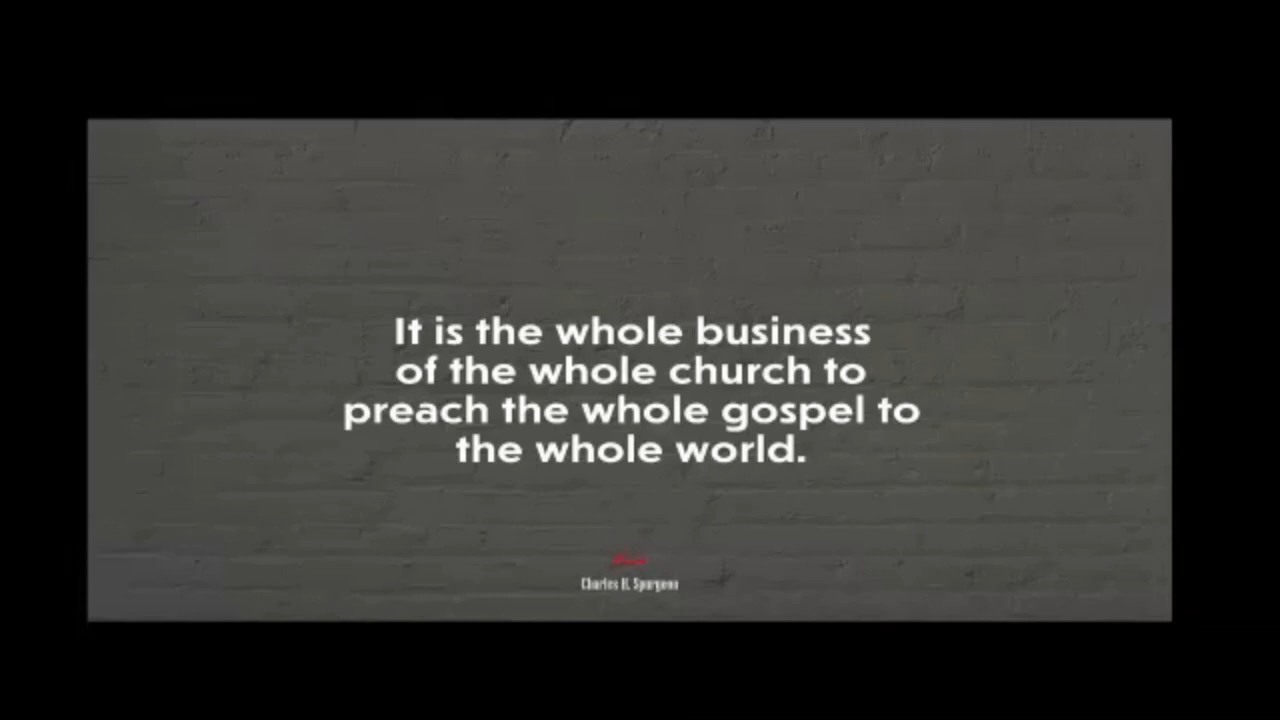 It is the whole business
of the whole church to
preach the whole gospel to
the whole world.
Charles H. Spurgeon